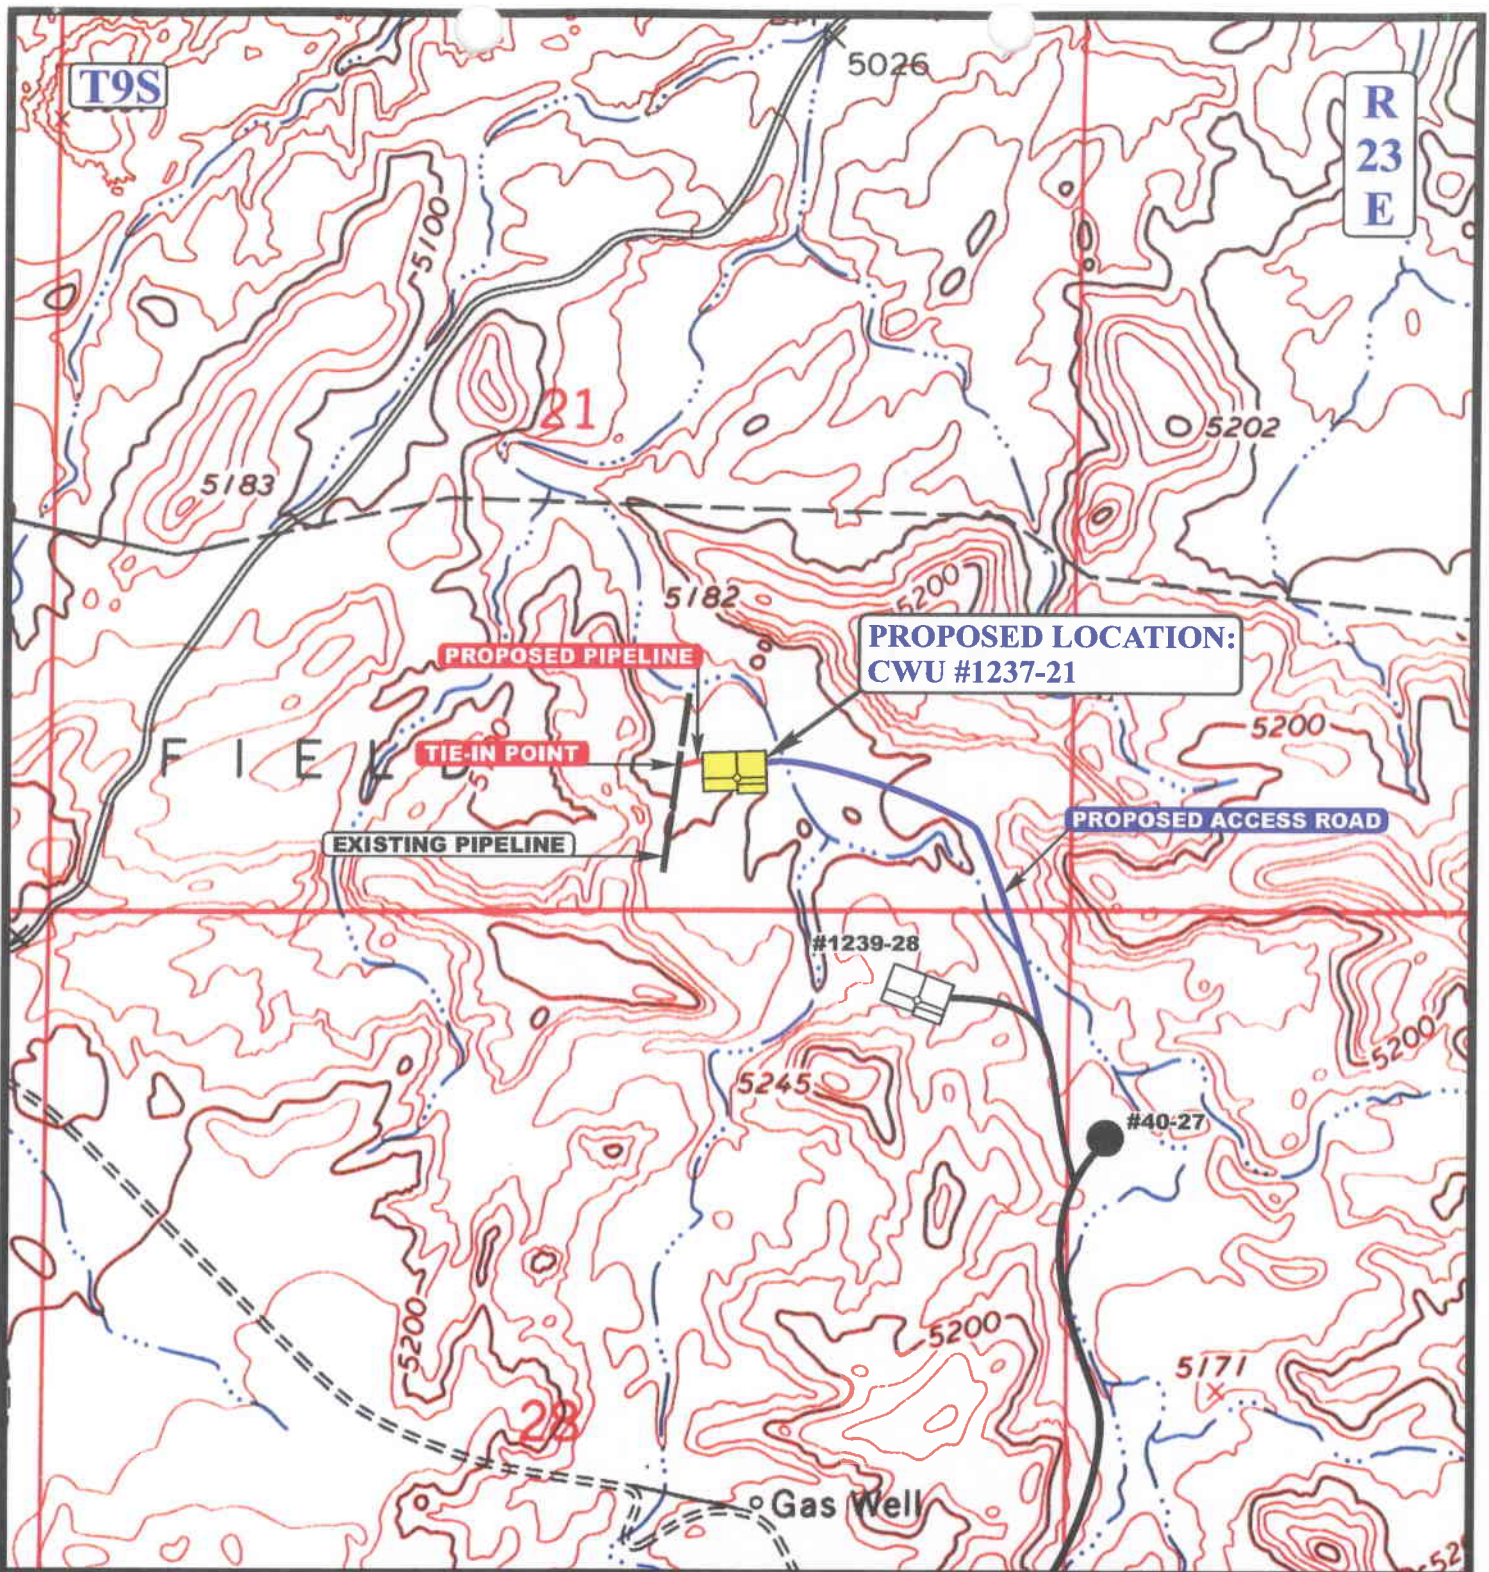 5026
T9S
R
23
E
5100
21
5202
5183
5200
5182
PROPOSED LOCATION:
CWU #1237-21
PROPOSED PIPELINE
5200
FIELD
TIE-IN POINT
PROPOSED ACCESS ROAD
EXISTING PIPELINE
#1239-28
5200
5245
#40-27
5200
5200
5171
28
Gas Well